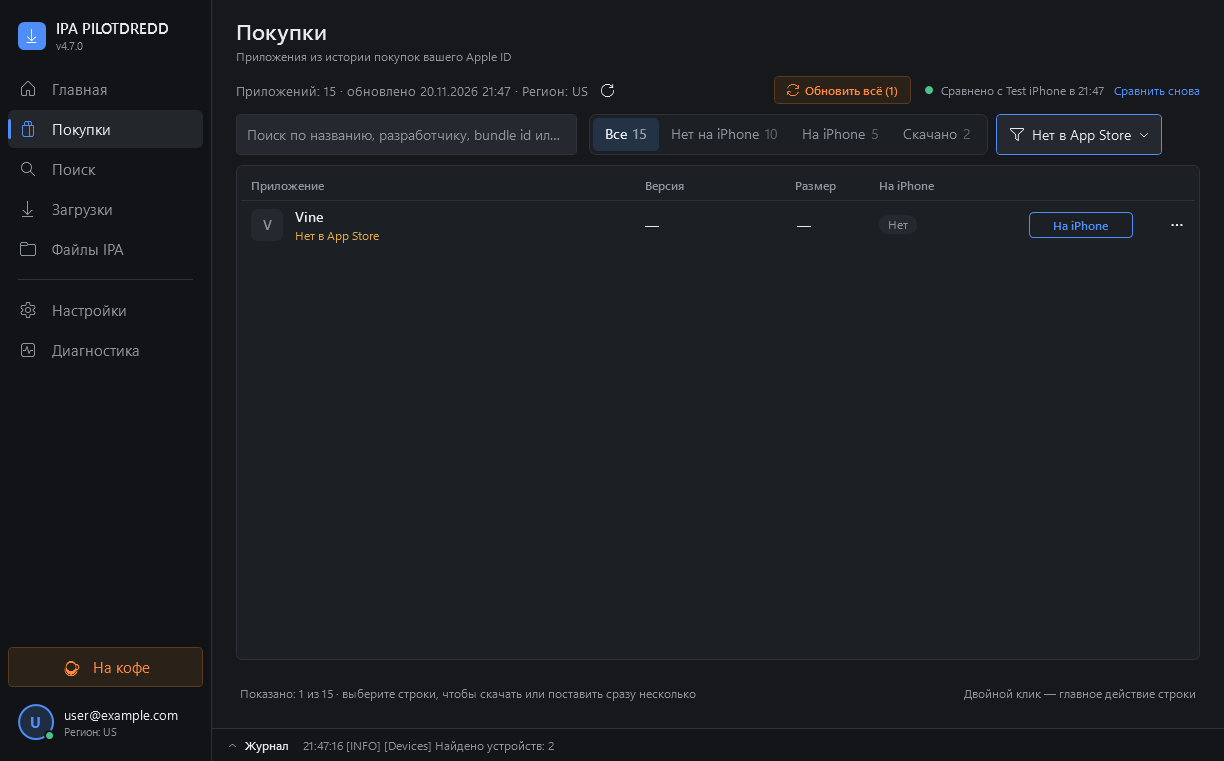 IPA PILOTDREDD
v4.7.0
Главная
Покупки
Поиск
Загрузки
Файлы IPA
Настройки
Диагностика
На кофе
U
user@example.com
Регион: US
Покупки
Приложения из истории покупок вашего Apple ID
Приложений: 15 · обновлено 20.11.2026 21:47 · Регион: US
Обновить всё (1)
Сравнено с Test iPhone в 21:47
Сравнить снова
Поиск по названию, разработчику, bundle id ил...
Все 15
Нет на iPhone 10
На iPhone 5
Скачано 2
Нет в App Store
Приложение Версия Размер На iPhone
V
Vine
Нет в App Store
— — Нет На iPhone ...
Показано: 1 из 15 · выберите строки, чтобы скачать или поставить сразу несколько
Двойной клик — главное действие строки
Журнал 21:47:16 [INFO] [Devices] Найдено устройств: 2